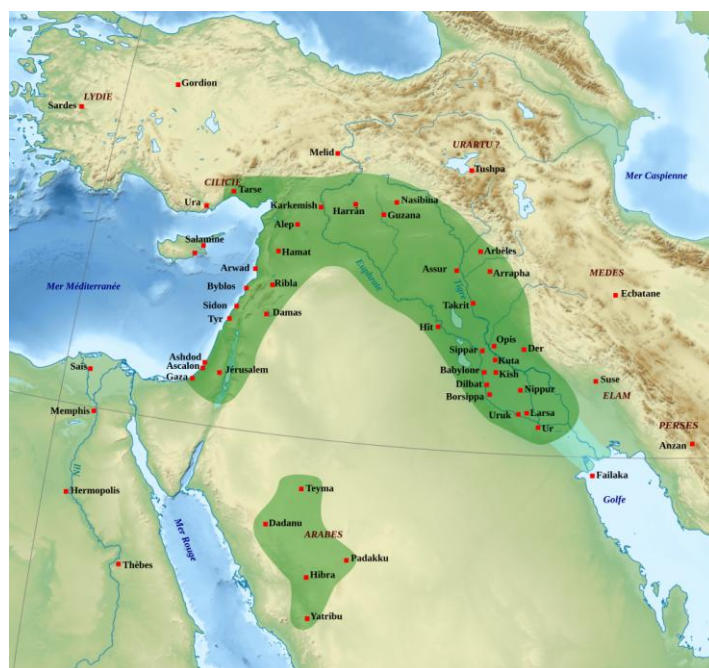 Gordion
LYDIE
Sardes
Mer Caspienne
Melid
URARTU ?
Tushpa
CILICIE
Tarse
Ura
Karkemish
Harrân
Nasibina
Guzana
Alep
Salamine
Hamat
Arbèles
Arwad
Assur
Arrapha
MEDES
Mer Méditerranée
Byblos
Ribla
Euphrate
Tigre
Ecbatane
Sidon
Takrit
Tyr
Damas
Hit
Opis
Sippar
Der
Ashdod
Ascalon
Gaza
Jérusalem
Saïs
Kuta
Babylone
Kish
Dilbat
Suse
Borsippa
Nippur
ELAM
Memphis
Uruk
Larsa
Ur
PERSES
Anzan
Nil
Failaka
Hermopolis
Teyma
Golfe
Mer Rouge
Dadanu
ARABES
Thèbes
Padakku
Hibra
Yatribu